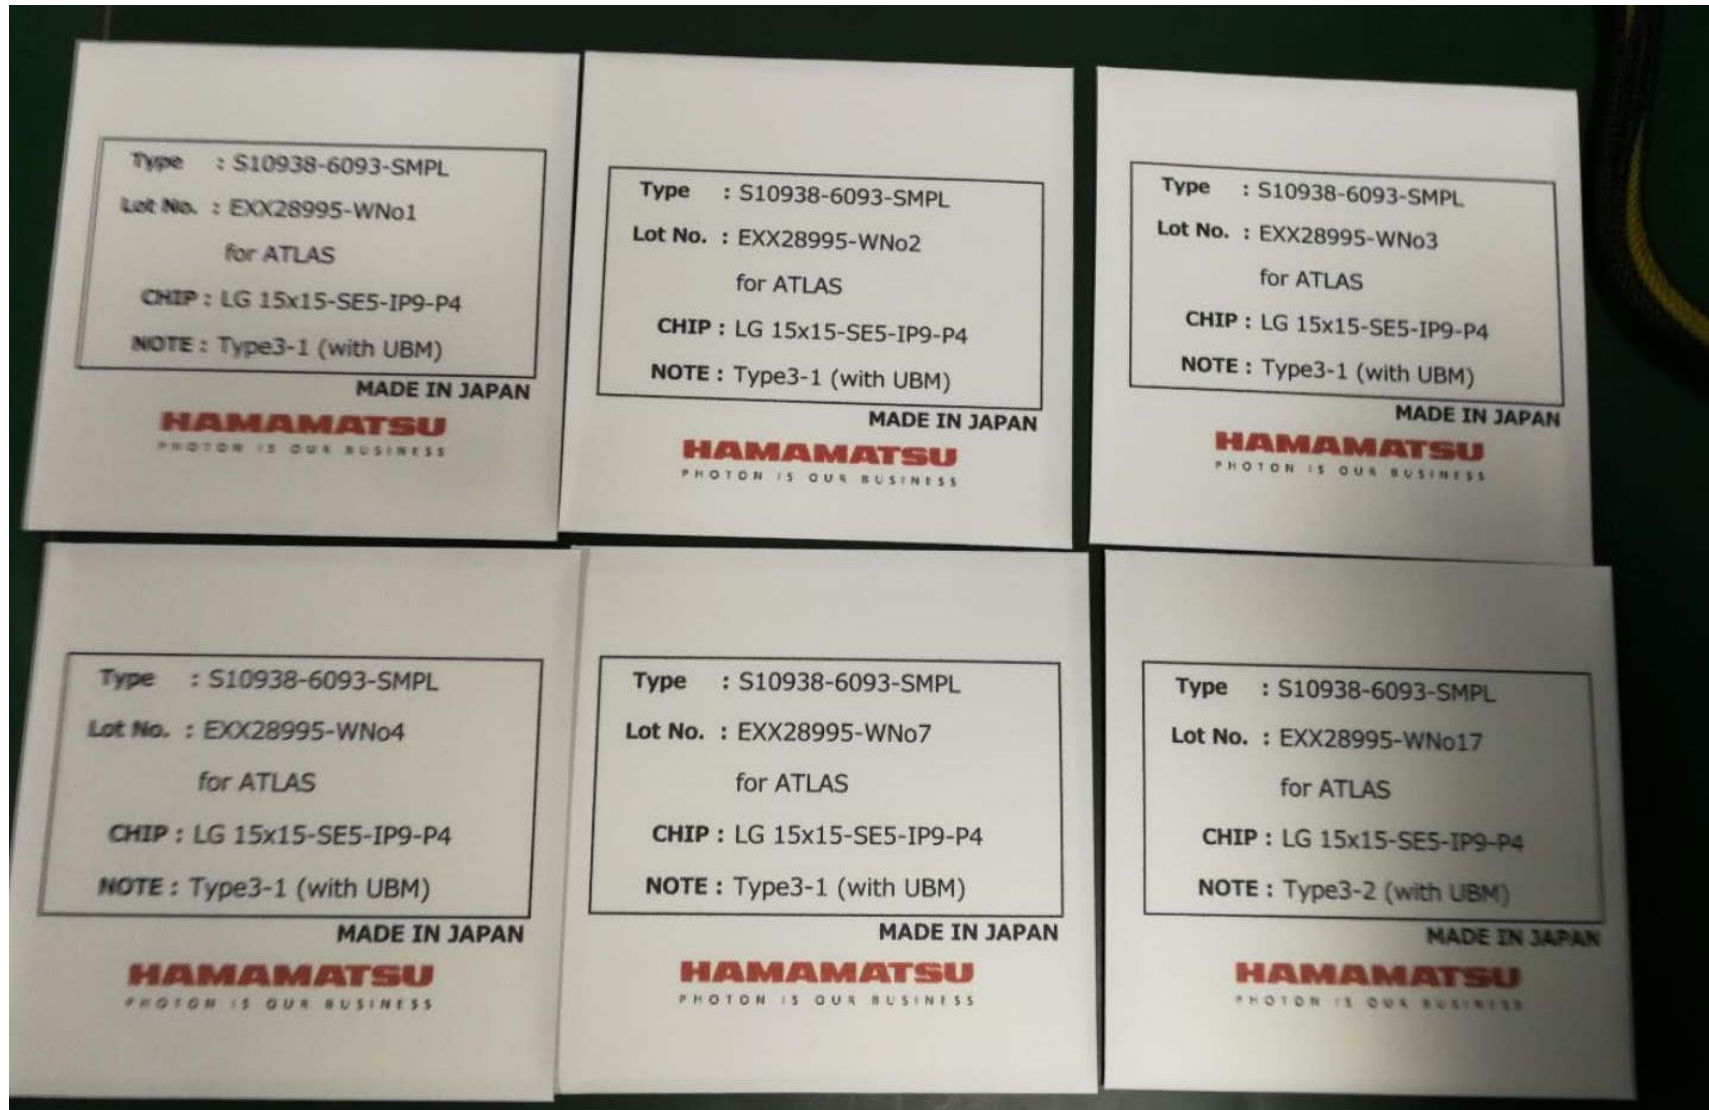 Type : S10938-6093-SMPL
Lot No. : EXX28995-WNo1
for ATLAS
CHIP : LG 15x15-SE5-IP9-P4
NOTE : Type3-1 (with UBM)
MADE IN JAPAN
HAMAMATSU
PHOTON IS OUR BUSINESS
Type : S10938-6093-SMPL
Lot No. : EXX28995-WNo2
for ATLAS
CHIP : LG 15x15-SE5-IP9-P4
NOTE : Type3-1 (with UBM)
MADE IN JAPAN
HAMAMATSU
PHOTON IS OUR BUSINESS
Type : S10938-6093-SMPL
Lot No. : EXX28995-WNo3
for ATLAS
CHIP : LG 15x15-SE5-IP9-P4
NOTE : Type3-1 (with UBM)
MADE IN JAPAN
HAMAMATSU
PHOTON IS OUR BUSINESS
Type : S10938-6093-SMPL
Lot No. : EXX28995-WNo4
for ATLAS
CHIP : LG 15x15-SE5-IP9-P4
NOTE : Type3-1 (with UBM)
MADE IN JAPAN
HAMAMATSU
PHOTON IS OUR BUSINESS
Type : S10938-6093-SMPL
Lot No. : EXX28995-WNo7
for ATLAS
CHIP : LG 15x15-SE5-IP9-P4
NOTE : Type3-1 (with UBM)
MADE IN JAPAN
HAMAMATSU
PHOTON IS OUR BUSINESS
Type : S10938-6093-SMPL
Lot No. : EXX28995-WNo17
for ATLAS
CHIP : LG 15x15-SE5-IP9-P4
NOTE : Type3-2 (with UBM)
MADE IN JAPAN
HAMAMATSU
PHOTON IS OUR BUSINESS